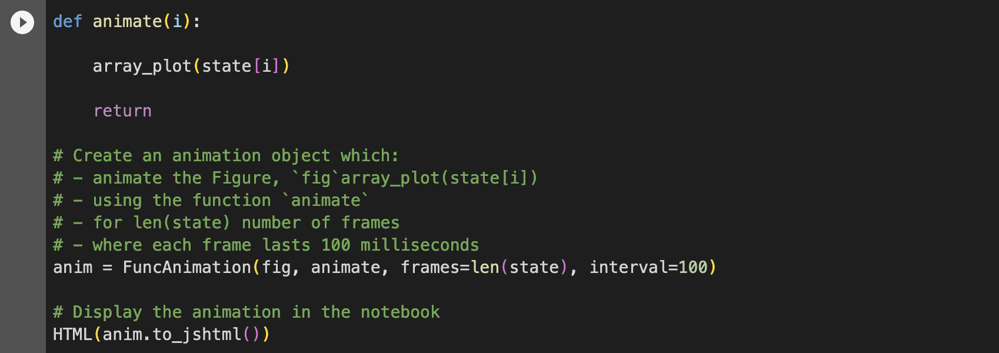 def animate(i):
array_plot(state[i])
return
# Create an animation object which:
# – animate the Figure, `fig`array_plot(state[i])
# – using the function `animate`
# – for len(state) number of frames
# – where each frame lasts 100 milliseconds
anim = FuncAnimation(fig, animate, frames=len(state), interval=100)
# Display the animation in the notebook
HTML(anim.to_jshtml())